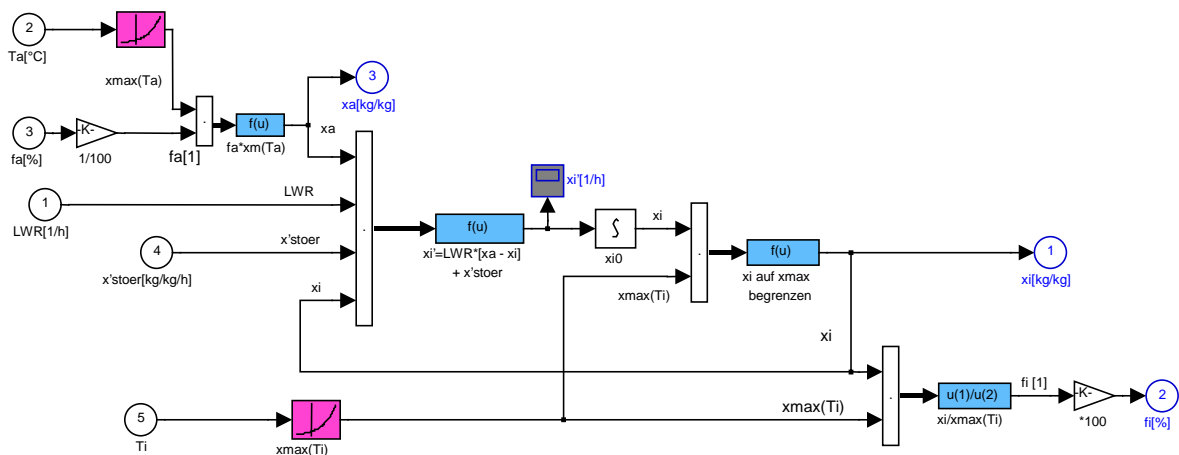 2
Ta[°C]
xmax(Ta)
3
fa[%]
-K-
1/100
fa[1]
.
f(u)
fa*xm(Ta)
xa
3
xa[kg/kg]
1
LWR[1/h]
LWR
4
x'stoer[kg/kg/h]
x'stoer
xi
.
f(u)
xi'=LWR*[xa - xi]
+ x'stoer
xi'[1/h]
∫
xi0
xi
xmax(Ti)
.
f(u)
xi auf xmax
begrenzen
1
xi[kg/kg]
xi
5
Ti
xmax(Ti)
xmax(Ti)
.
u(1)/u(2)
xi/xmax(Ti)
fi [1]
-K-
*100
2
fi[%]